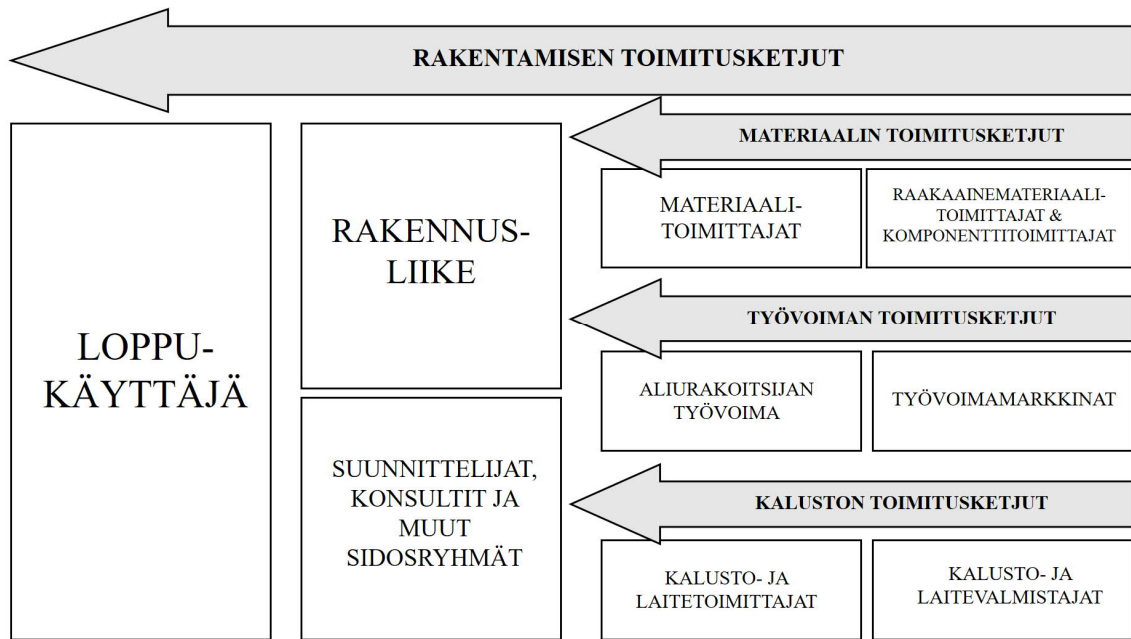 RAKENTAMISEN TOIMITUSKETJUT
LOPPU-
KÄYTTÄJÄ
RAKENNUS-
LIIKE
SUUNNITTELIJAT,
KONSULTIT JA
MUUT
SIDOSRYHMÄT
MATERIAALIN TOIMITUSKETJUT
MATERIAALI-
TOIMITTAJAT
RAAKAAINEMATERIAALI-
TOIMITTAJAT &
KOMPONENTTITOIMITTAJAT
TYÖVOIMAN TOIMITUSKETJUT
ALIURAKOITSIJAN
TYÖVOIMA
TYÖVOIMAMARKKINAT
KALUSTON TOIMITUSKETJUT
KALUSTO- JA
LAITETOIMITTAJAT
KALUSTO- JA
LAITEVALMISTAJAT